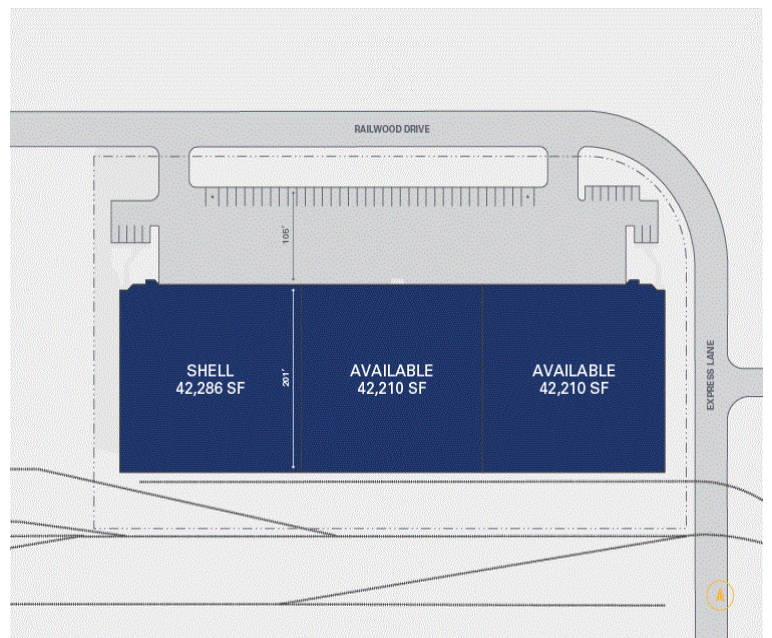 RAILWOOD DRIVE
105'
SHELL
42,286 SF
201'
AVAILABLE
42,210 SF
AVAILABLE
42,210 SF
EXPRESS LANE